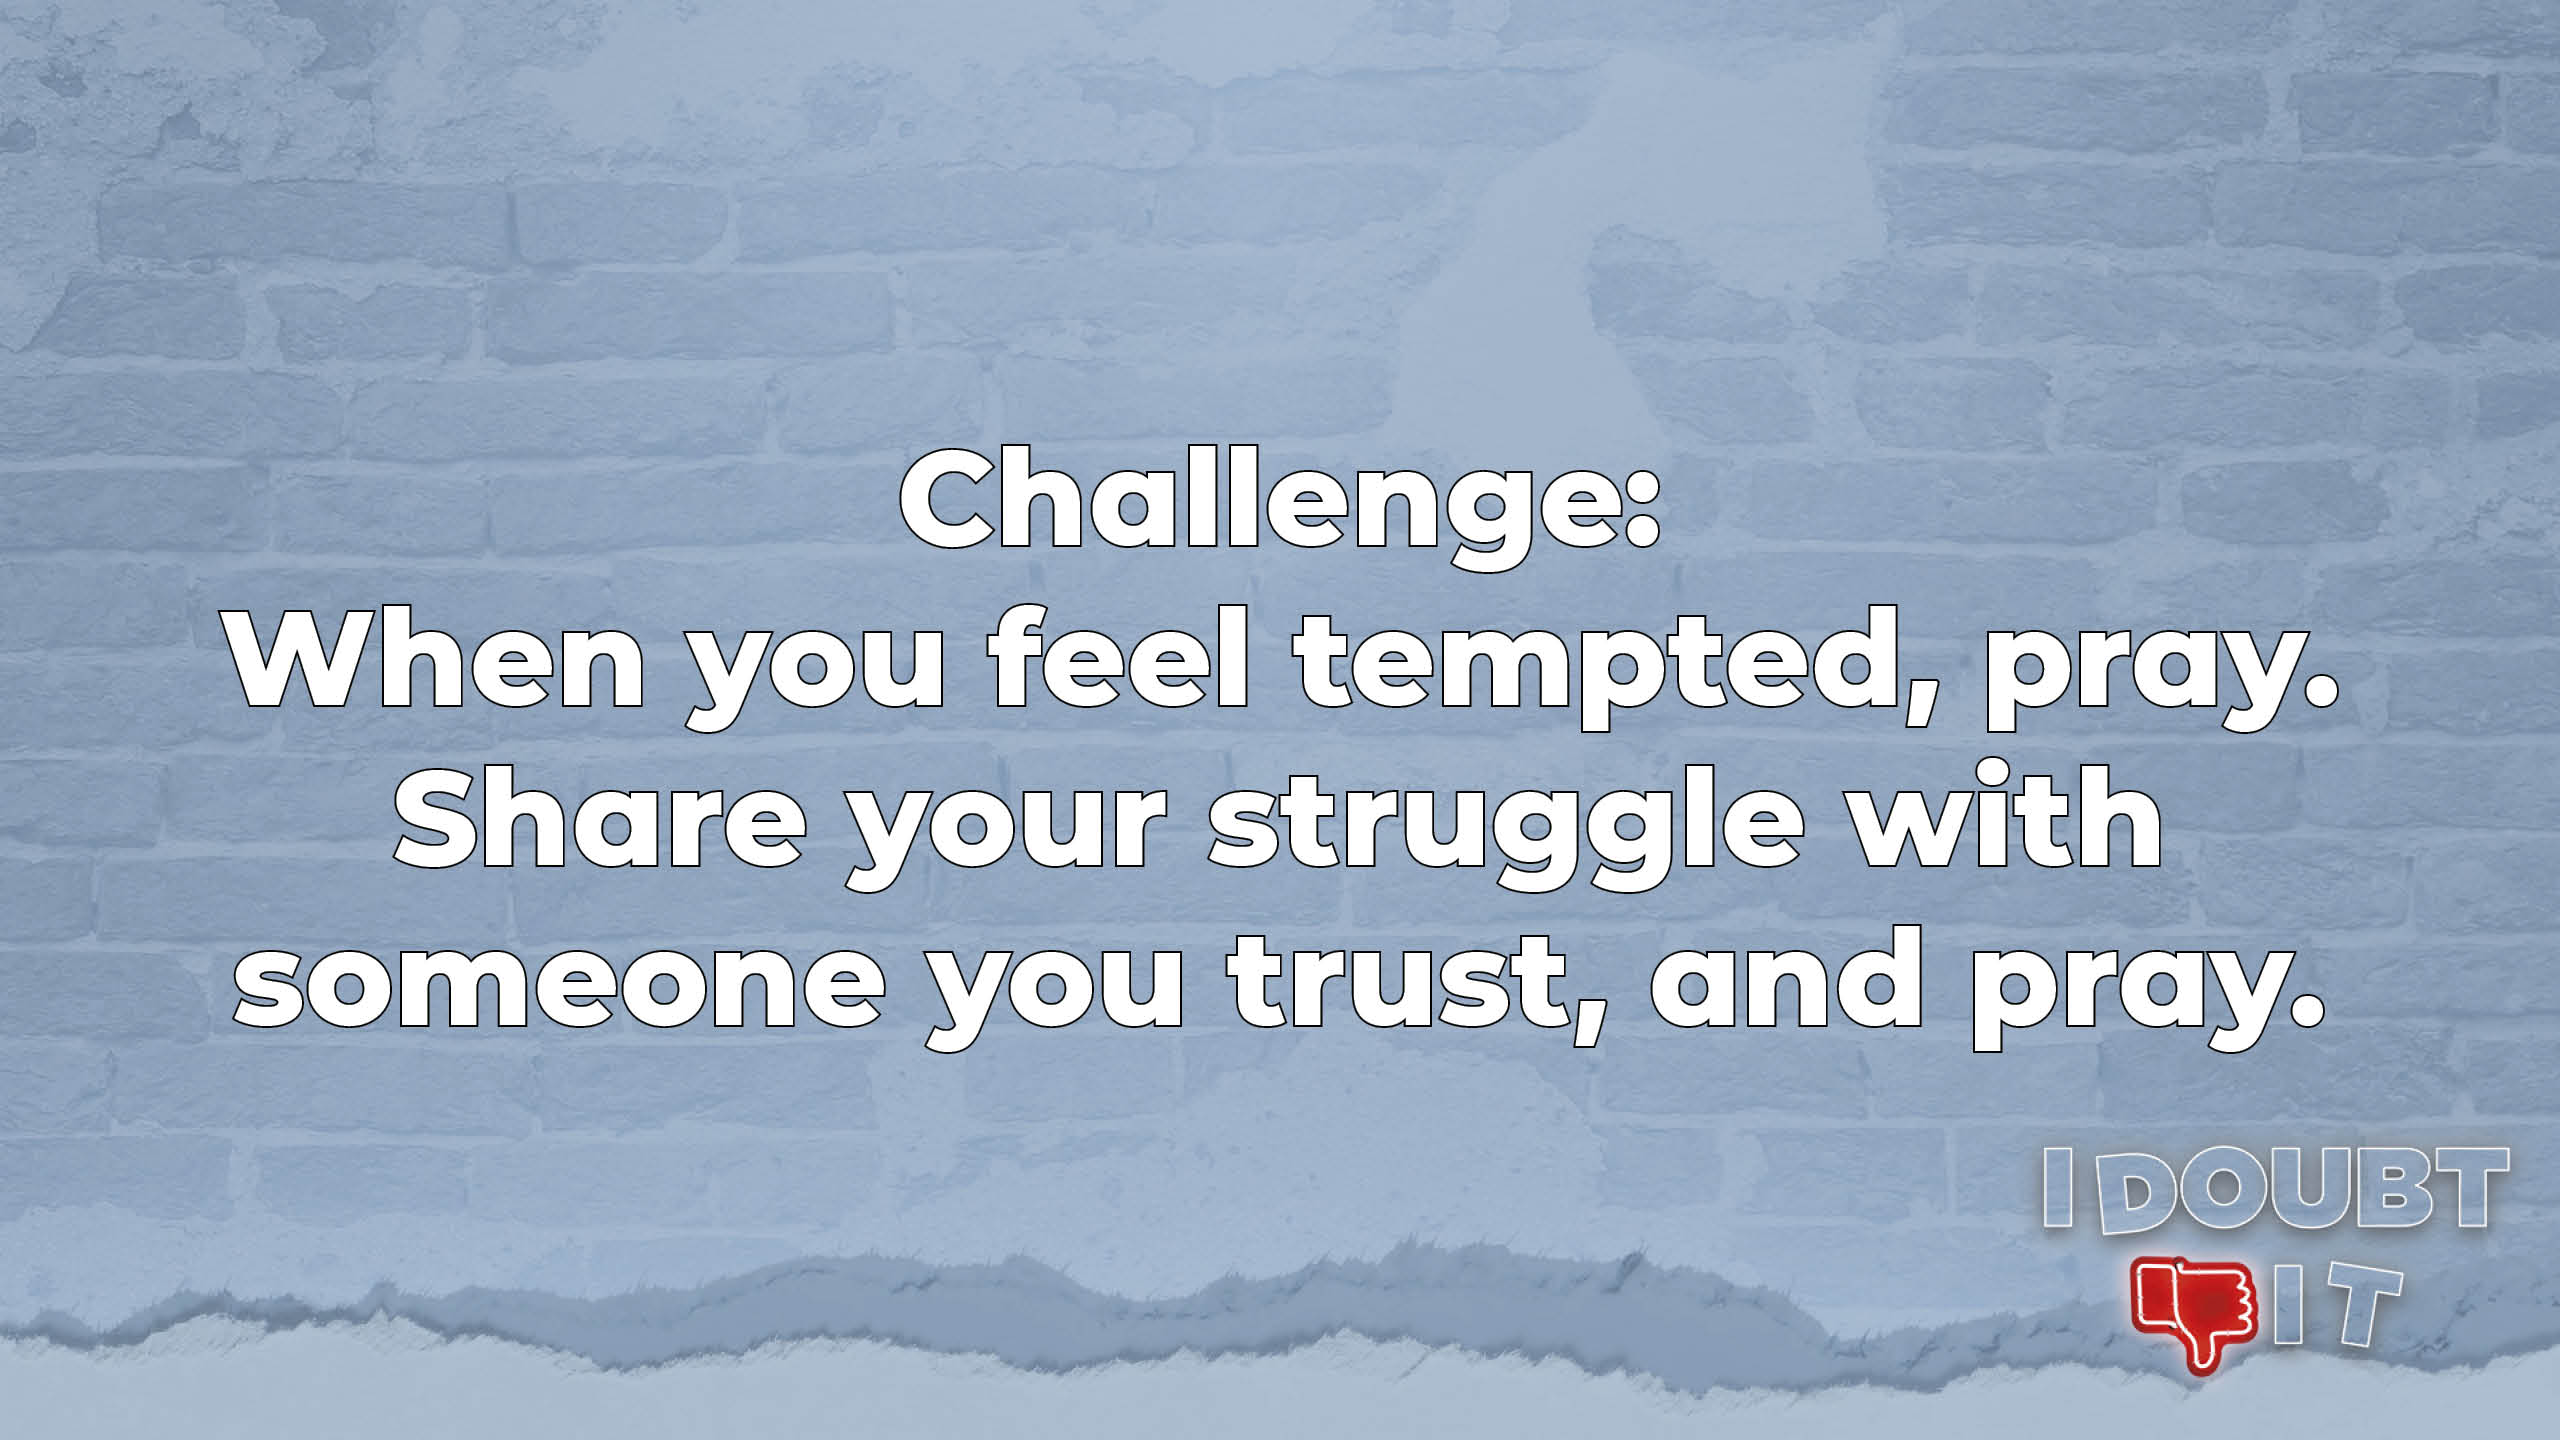 Challenge:
When you feel tempted, pray.
Share your struggle with
someone you trust, and pray.
I DOUBT
IT